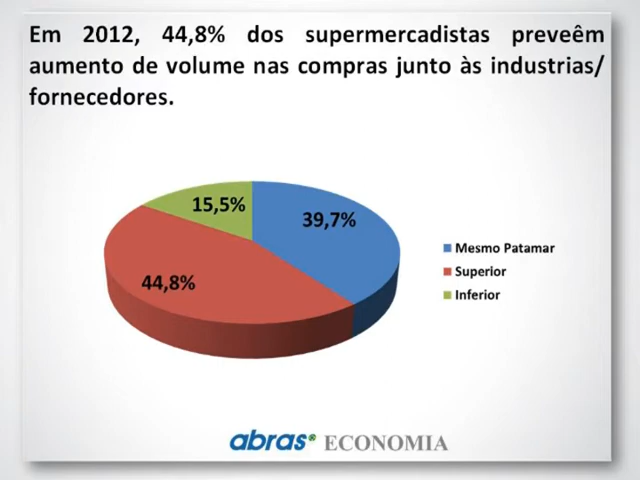 Em 2012, 44,8% dos supermercadistas preveêm
aumento de volume nas compras junto às industrias/
fornecedores.
15,5%
39,7%
44,8%
Mesmo Patamar
Superior
Inferior
abras® ECONOMIA